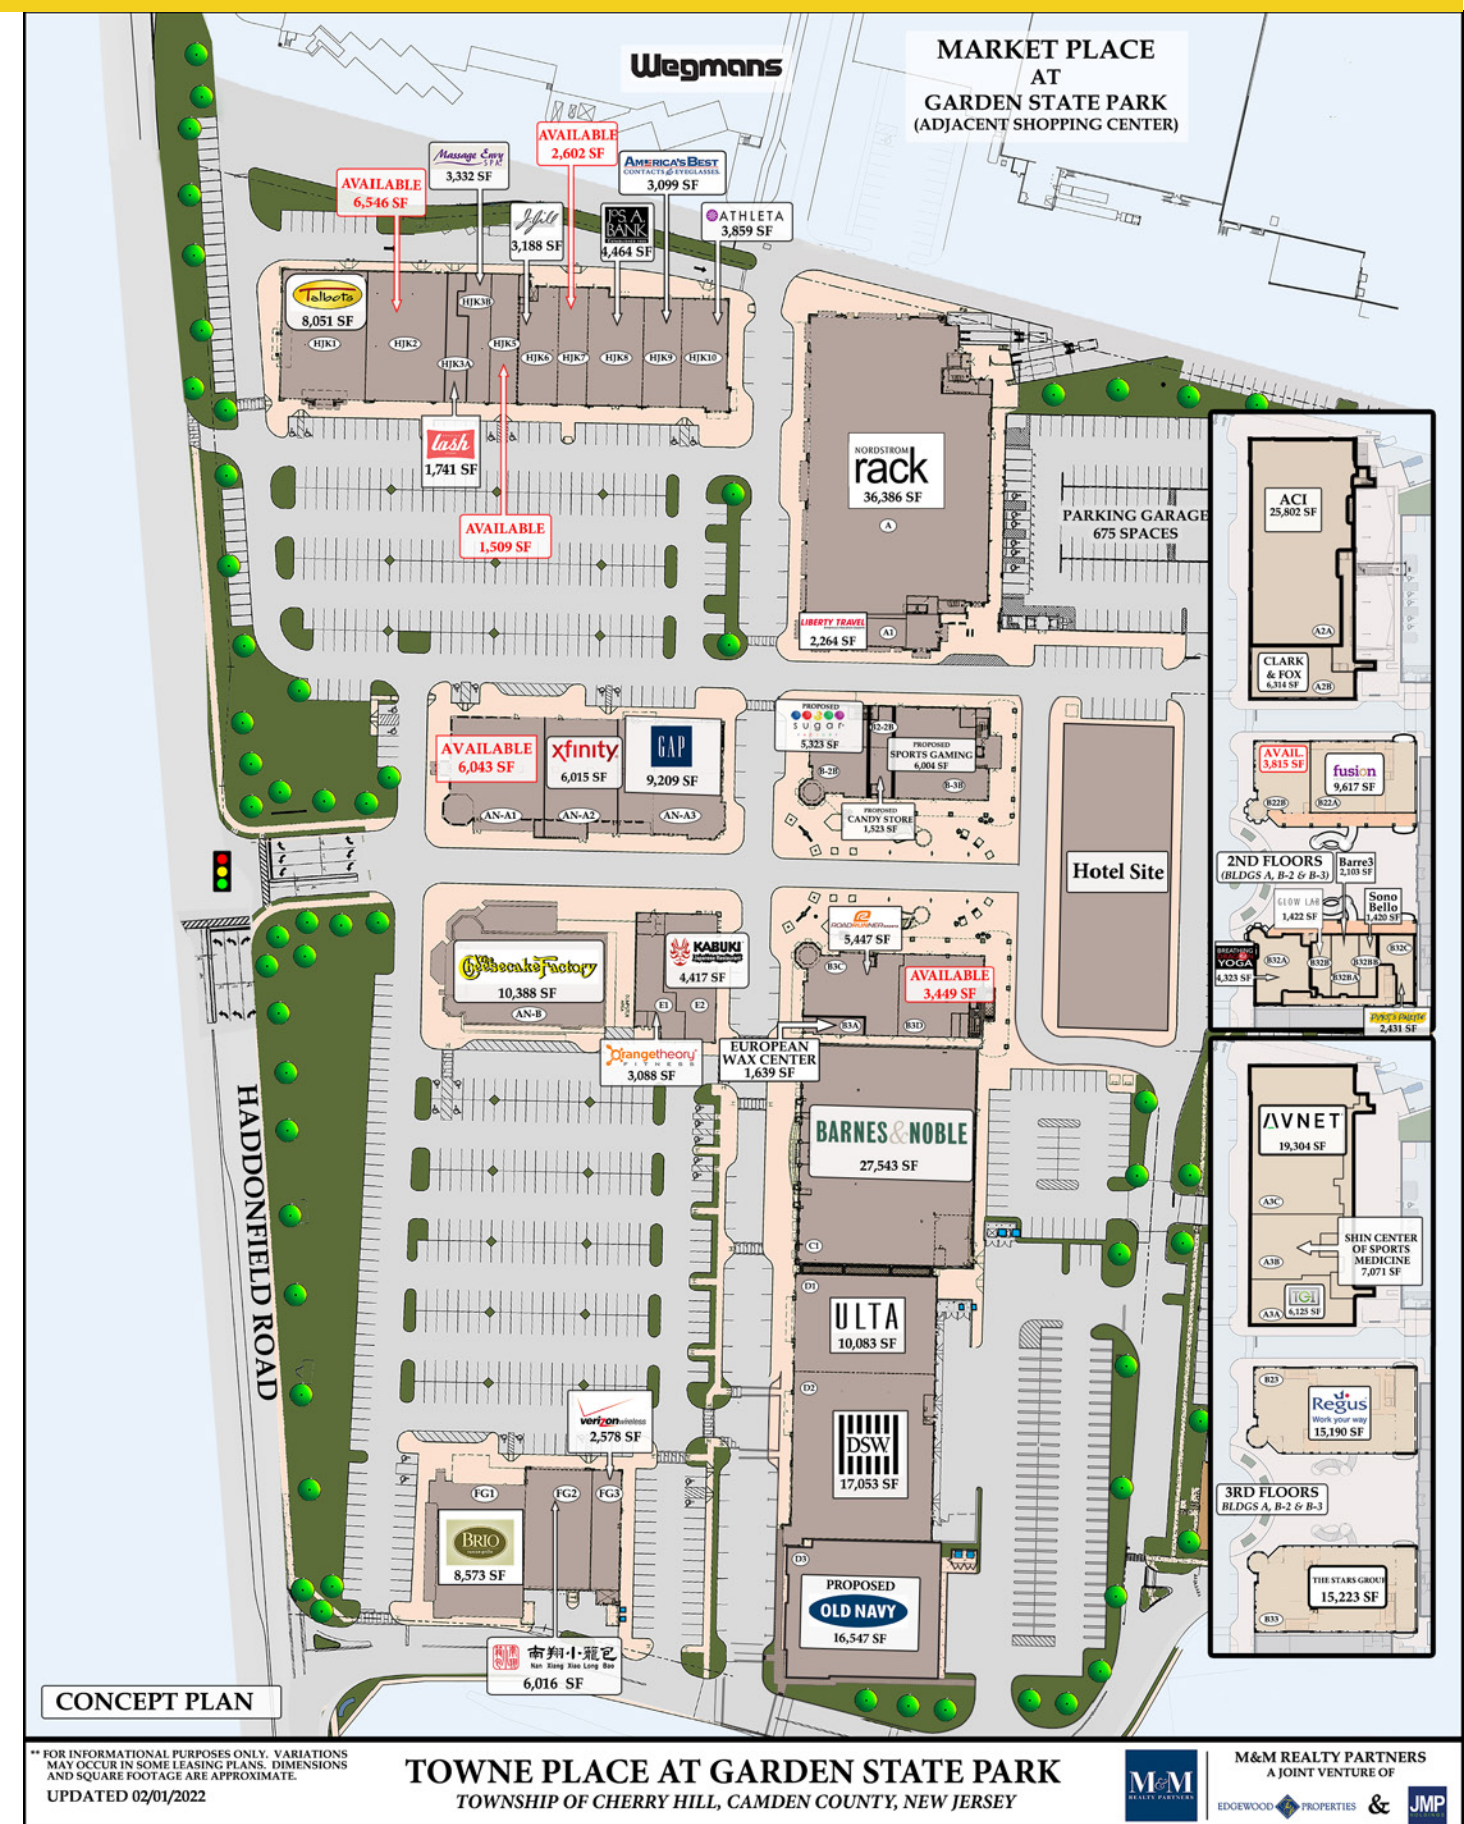 Wegmans
MARKET PLACE
AT
GARDEN STATE PARK
(ADJACENT SHOPPING CENTER)
AVAILABLE
6,546 SF
Massage Envy
SPA
3,332 SF
AVAILABLE
2,602 SF
AMERICA'S BEST
CONTACTS & EYEGLASSES.
3,099 SF
J.Jill
3,188 SF
JOS. A.
BANK
4,464 SF
ATHLETA
3,859 SF
Talbots
8,051 SF
HJK1
HJK2
HJK3A
HJK3B
HJK5
HJK6
HJK7
HJK8
HJK9
HJK10
lash
1,741 SF
AVAILABLE
1,509 SF
NORDSTROM
rack
36,386 SF
A
PARKING GARAGE
675 SPACES
LIBERTY TRAVEL
2,264 SF
A1
AVAILABLE
6,043 SF
AN-A1
xfinity
6,015 SF
AN-A2
GAP
9,209 SF
AN-A3
PROPOSED
sugar
5,323 SF
B-2B
B2-2B
PROPOSED
SPORTS GAMING
6,004 SF
B-3B
PROPOSED
CANDY STORE
1,523 SF
Hotel Site
The Cheesecake Factory
10,388 SF
AN-B
KABUKI
Japanese Restaurant
4,417 SF
E1
E2
Orangetheory
FITNESS
3,088 SF
ROADRUNNER SPORTS
5,447 SF
B3C
AVAILABLE
3,449 SF
B3A
B3D
EUROPEAN
WAX CENTER
1,639 SF
BARNES & NOBLE
27,543 SF
C1
D1
ULTA
10,083 SF
D2
DSW
17,053 SF
D3
PROPOSED
OLD NAVY
16,547 SF
verizon wireless
2,578 SF
FG1
FG2
FG3
BRIO
8,573 SF
南翔小籠包
Nan Xiang Xiao Long Bao
6,016 SF
HADDONFIELD ROAD
ACI
25,802 SF
A2A
CLARK
& FOX
6,314 SF
A2B
AVAIL.
3,815 SF
fusion
9,617 SF
B22B
B22A
2ND FLOORS
(BLDGS A, B-2 & B-3)
Barre3
2,103 SF
GLOW LAB
1,422 SF
Sono
Bello
1,420 SF
BREATHING
YOGA
4,323 SF
B32A
B32B
B32BA
B32BB
B32C
2,431 SF
AVNET
19,304 SF
A3C
SHIN CENTER
OF SPORTS
MEDICINE
7,071 SF
A3B
TGI
6,125 SF
A3A
B23
Regus
Work your way
15,190 SF
3RD FLOORS
BLDGS A, B-2 & B-3
THE STARS GROUP
15,223 SF
B33
CONCEPT PLAN
** FOR INFORMATIONAL PURPOSES ONLY. VARIATIONS
MAY OCCUR IN SOME LEASING PLANS. DIMENSIONS
AND SQUARE FOOTAGE ARE APPROXIMATE.
UPDATED 02/01/2022
TOWNE PLACE AT GARDEN STATE PARK
TOWNSHIP OF CHERRY HILL, CAMDEN COUNTY, NEW JERSEY
M&M
REALTY PARTNERS
M&M REALTY PARTNERS
A JOINT VENTURE OF
EDGEWOOD PROPERTIES & JMP
HOLDINGS